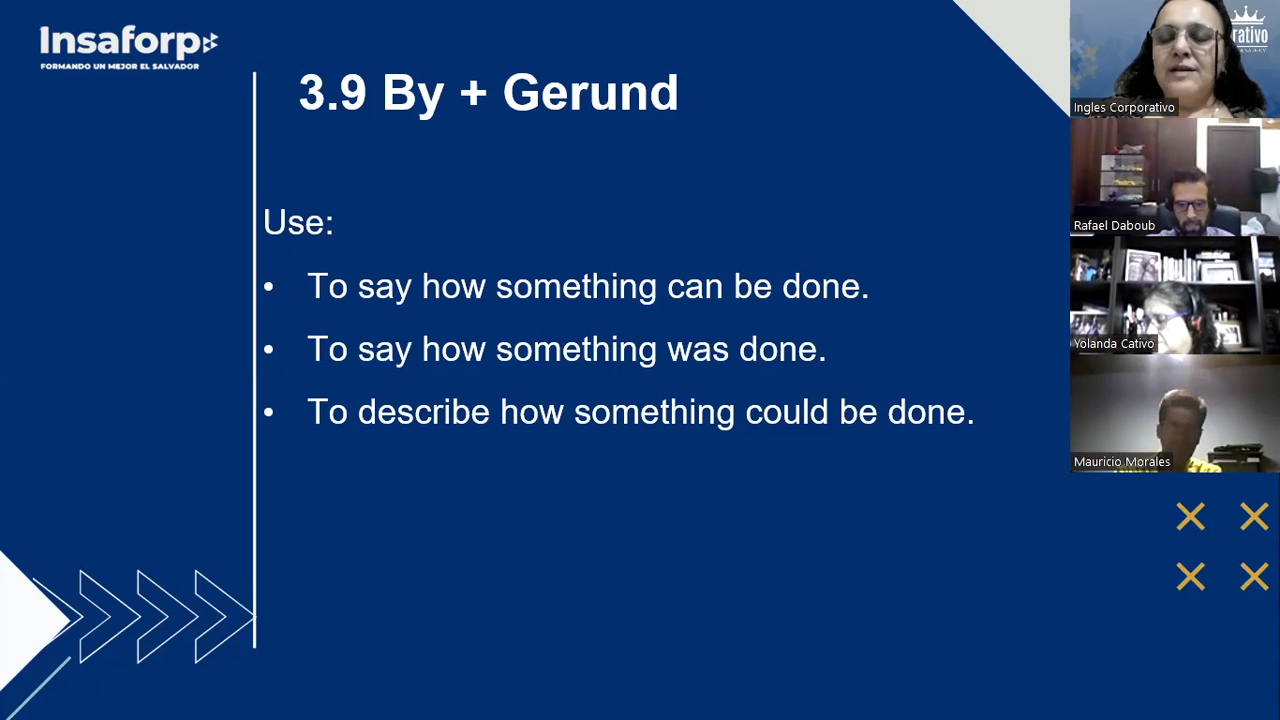 Insaforp
FORMANDO UN MEJOR EL SALVADOR
3.9 By + Gerund
Use:
• To say how something can be done.
• To say how something was done.
• To describe how something could be done.
rativo
Ingles Corporativo
Rafael Daboub
Yolanda Cativo
Mauricio Morales